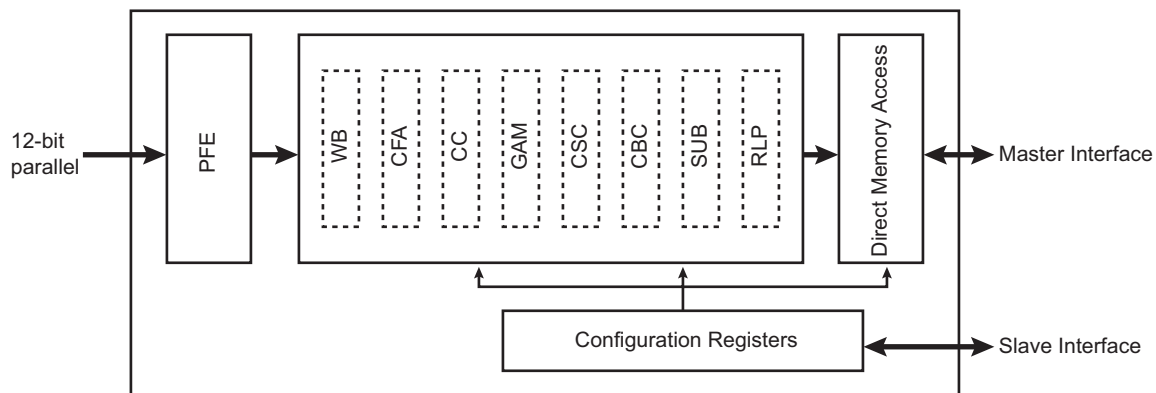 12-bit
parallel
PFE
WB
CFA
CC
GAM
CSC
CBC
SUB
RLP
Direct Memory Access
Master Interface
Configuration Registers
Slave Interface